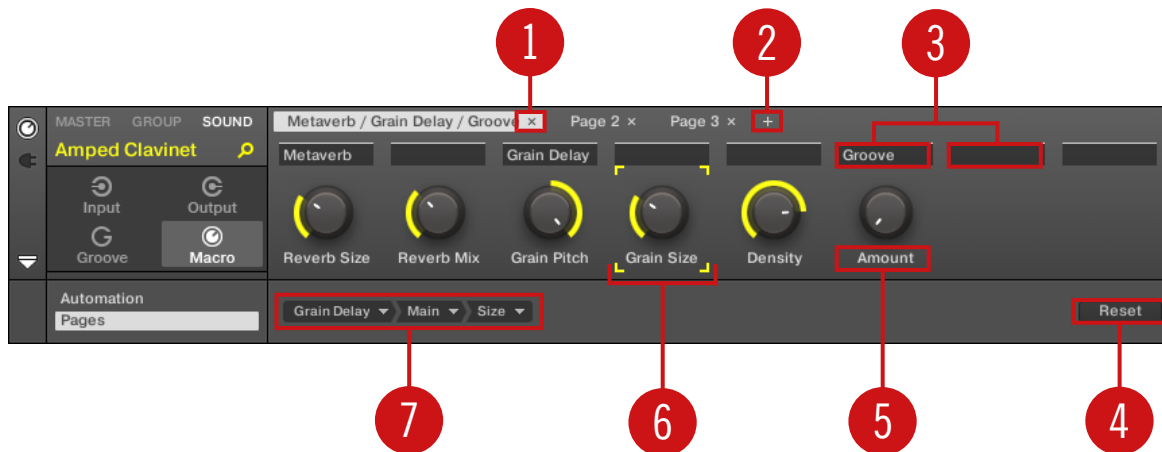 1 2 3
MASTER GROUP SOUND Metaverb / Grain Delay / Groove × Page 2 × Page 3 × +
Amped Clavinet Metaverb Grain Delay Groove
Input Output
Groove Macro Reverb Size Reverb Mix Grain Pitch Grain Size Density Amount
Automation
Pages Grain Delay Main Size Reset
7 6 5 4